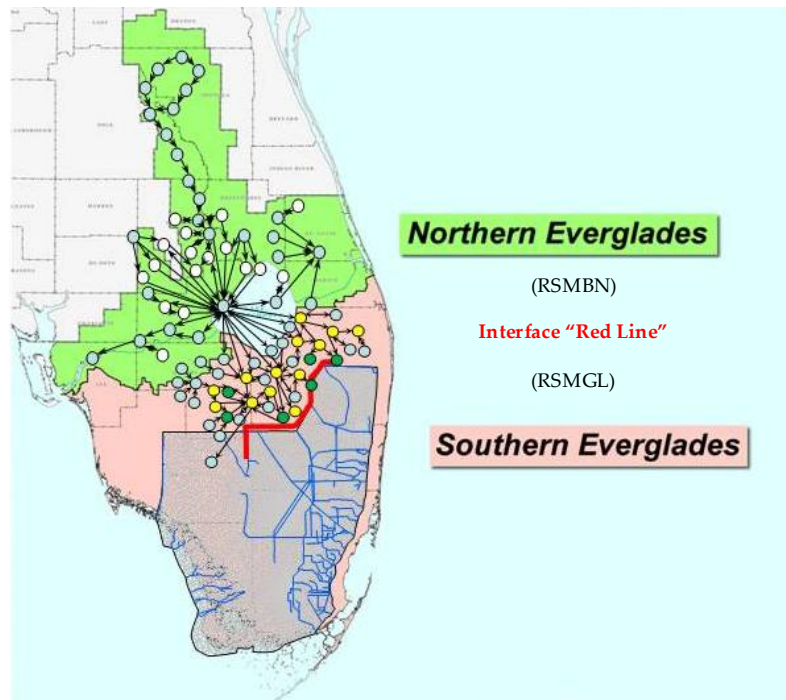 Northern Everglades
(RSMBN)
Interface “Red Line”
(RSMGL)
Southern Everglades